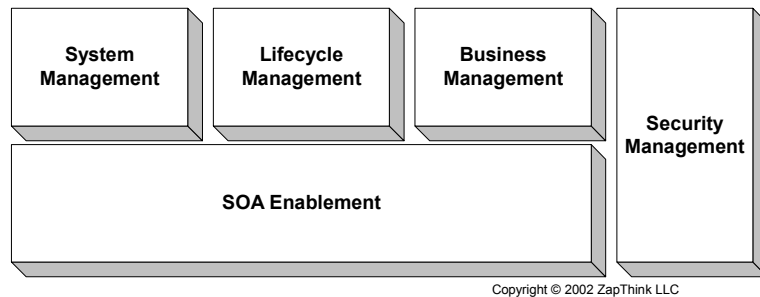 System
Management
Lifecycle
Management
Business
Management
Security
Management
SOA Enablement
Copyright © 2002 ZapThink LLC